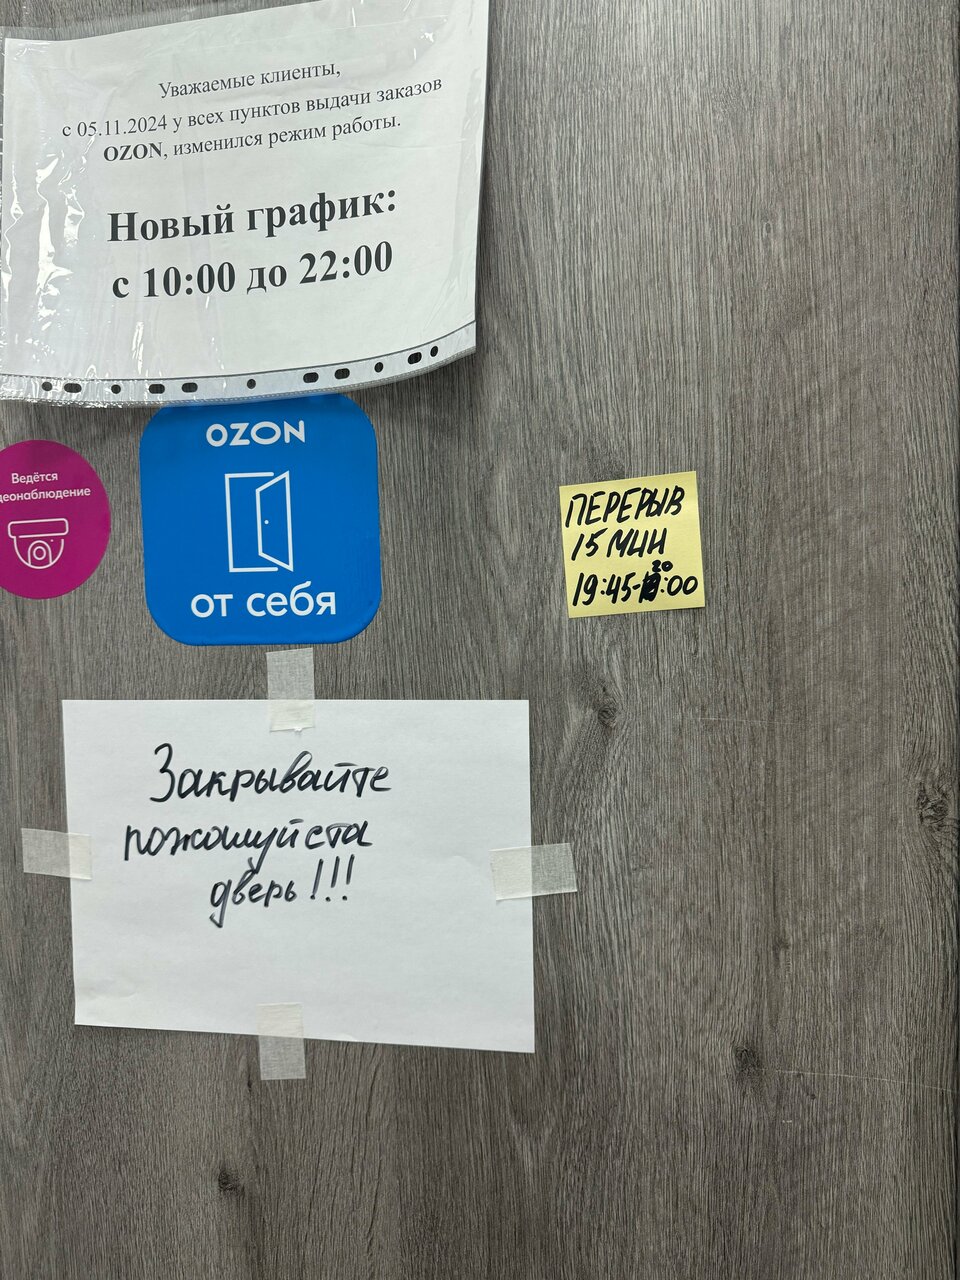 Уважаемые клиенты,
с 05.11.2024 у всех пунктов выдачи заказов
OZON, изменился режим работы.
Новый график:
с 10:00 до 22:00
OZON
от себя
Ведётся
деонаблюдение
ПЕРЕРЫВ
15 МИН
19:45-20:00
Закрывайте
пожалуйста
дверь!!!